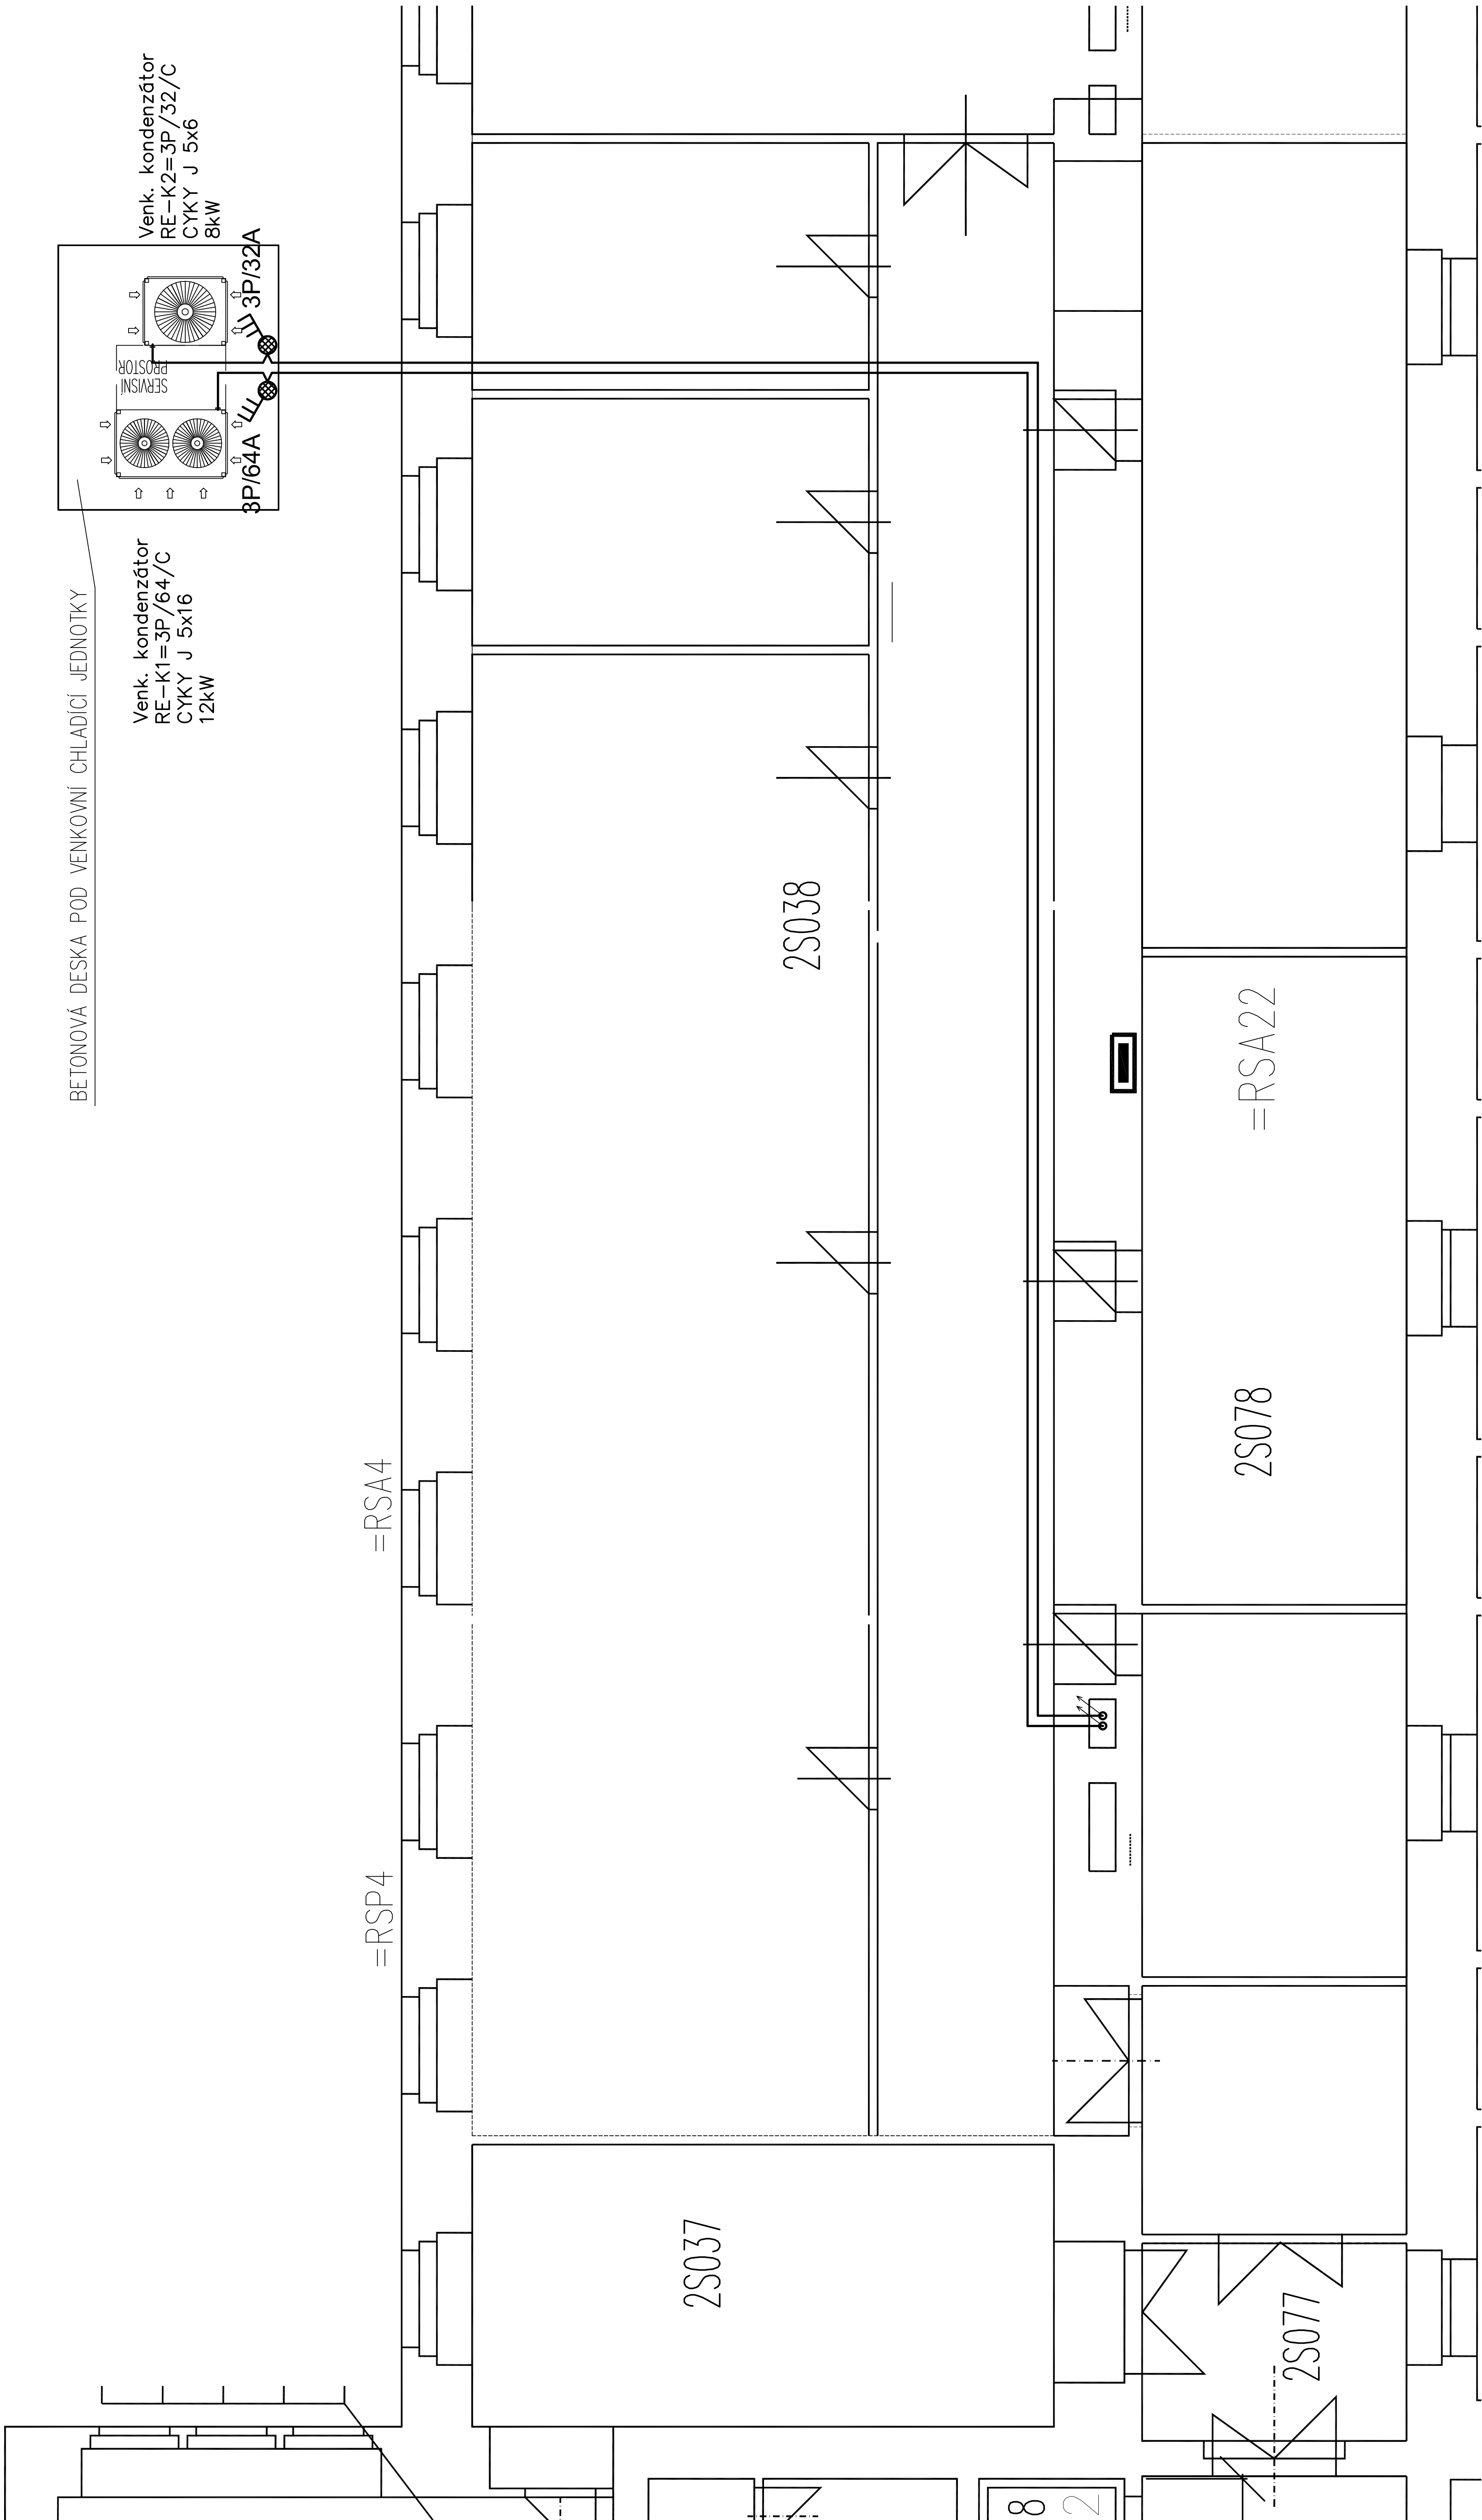 Venk. kondenzátor
RE-K2=3P/32/C
CYKY J 5x6
8kW
3P/32A
SERVISNÍ
PROSTOR
3P/64A
Venk. kondenzátor
RE-K1=3P/64/C
CYKY J 5x16
12kW
BETONOVÁ DESKA POD VENKOVNÍ CHLADÍCÍ JEDNOTKY
2S038
=RSA22
2S078
=RSA4
=RSP4
2S037
2S077
8
2